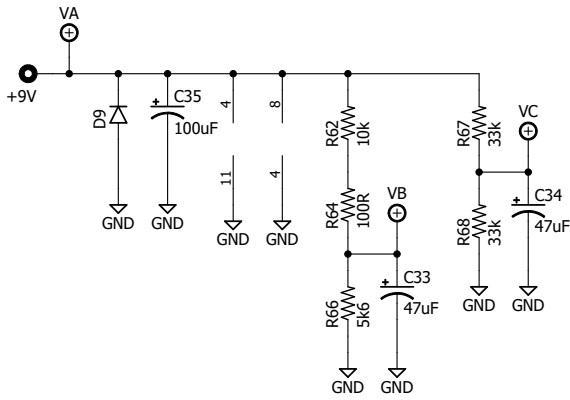 VA
+9V
D9
GND
C35
100uF
GND
4
11
GND
8
4
GND
R62
10k
R64
100R
VB
R66
5k6
GND
C33
47uF
GND
R67
33k
VC
R68
33k
GND
C34
47uF
GND